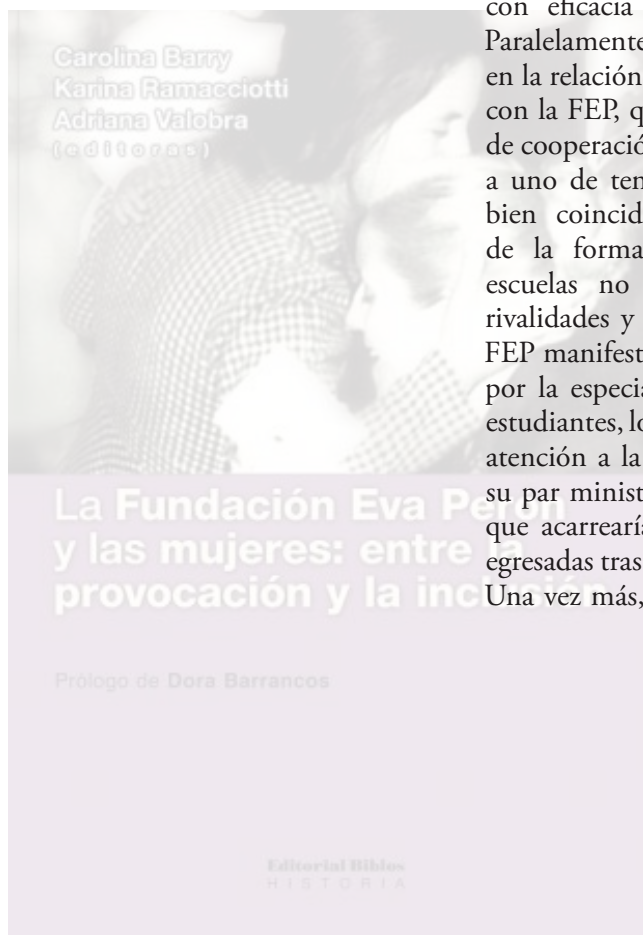 Carolina Barry
Karina Ramacciotti
Adriana Valobra
(editoras)
La Fundación Eva Perón
y las mujeres: entre la
provocación y la inclusión
Prólogo de Dora Barrancos
Editorial Biblos
HISTORIA
con eficacia
Paralelamente
en la relación
con la FEP, q
de cooperació
a uno de ten
bien coincid
de la forma
escuelas no
rivalidades y
FEP manifest
por la especia
estudiantes, lo
atención a la
su par minist
que acarrearía
egresadas tras
Una vez más,